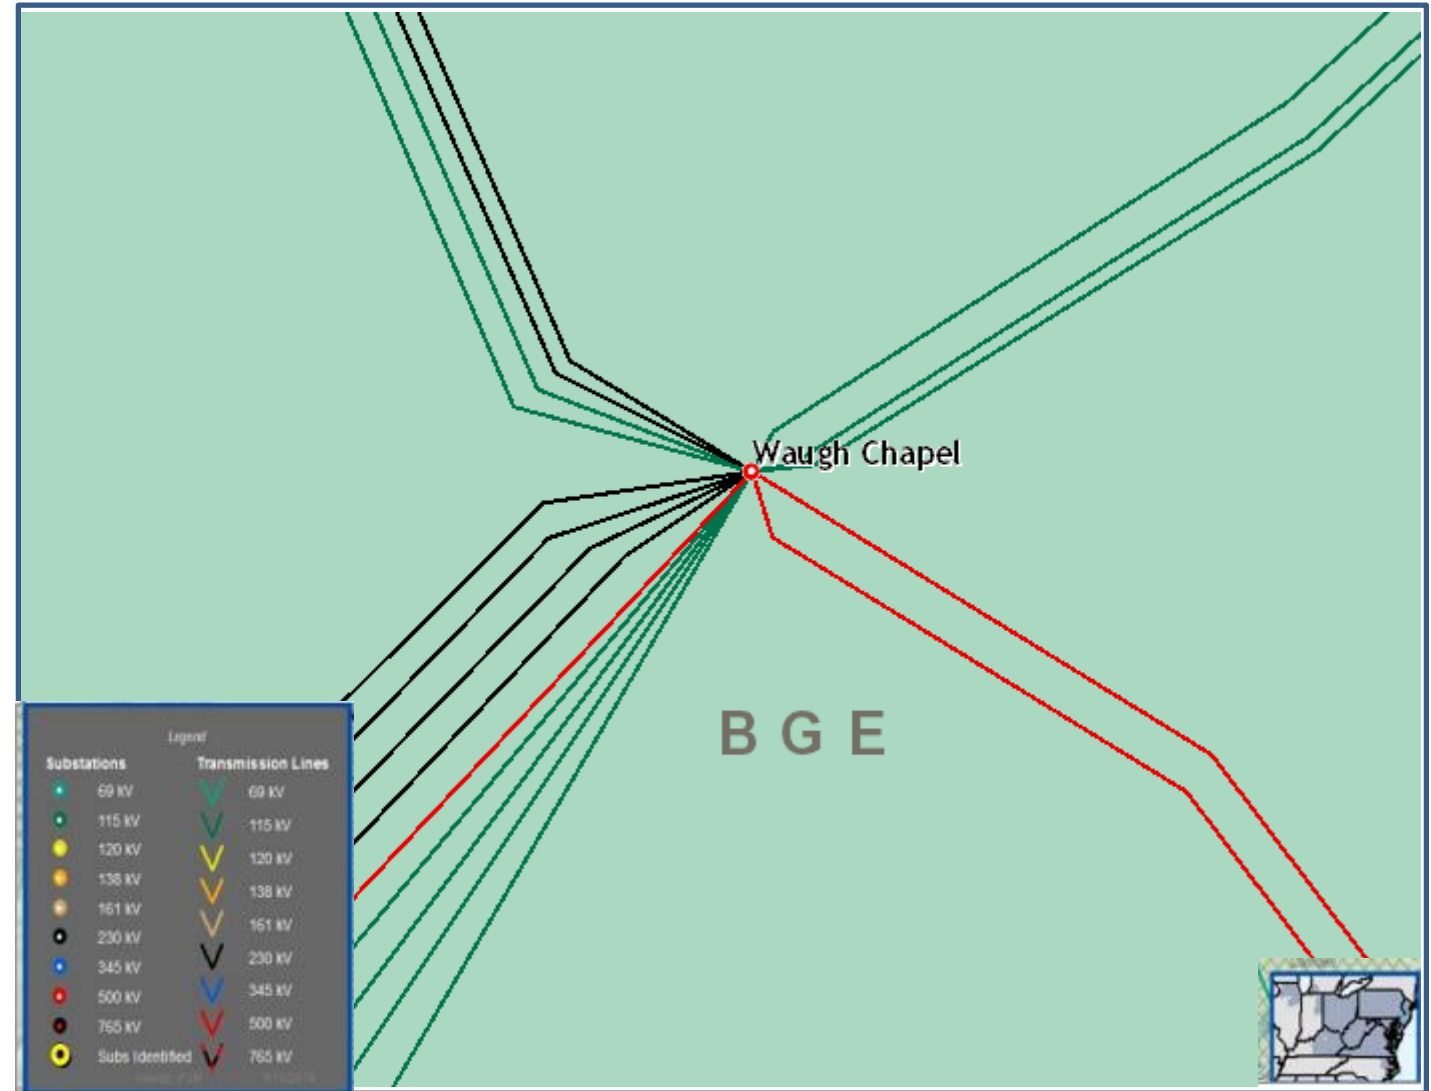 Waugh Chapel
B G E
Legend
Substations Transmission Lines
69 kV 69 kV
115 kV 115 kV
120 kV 120 kV
138 kV 138 kV
161 kV 161 kV
230 kV 230 kV
345 kV 345 kV
500 kV 500 kV
765 kV 765 kV
Subs Identified